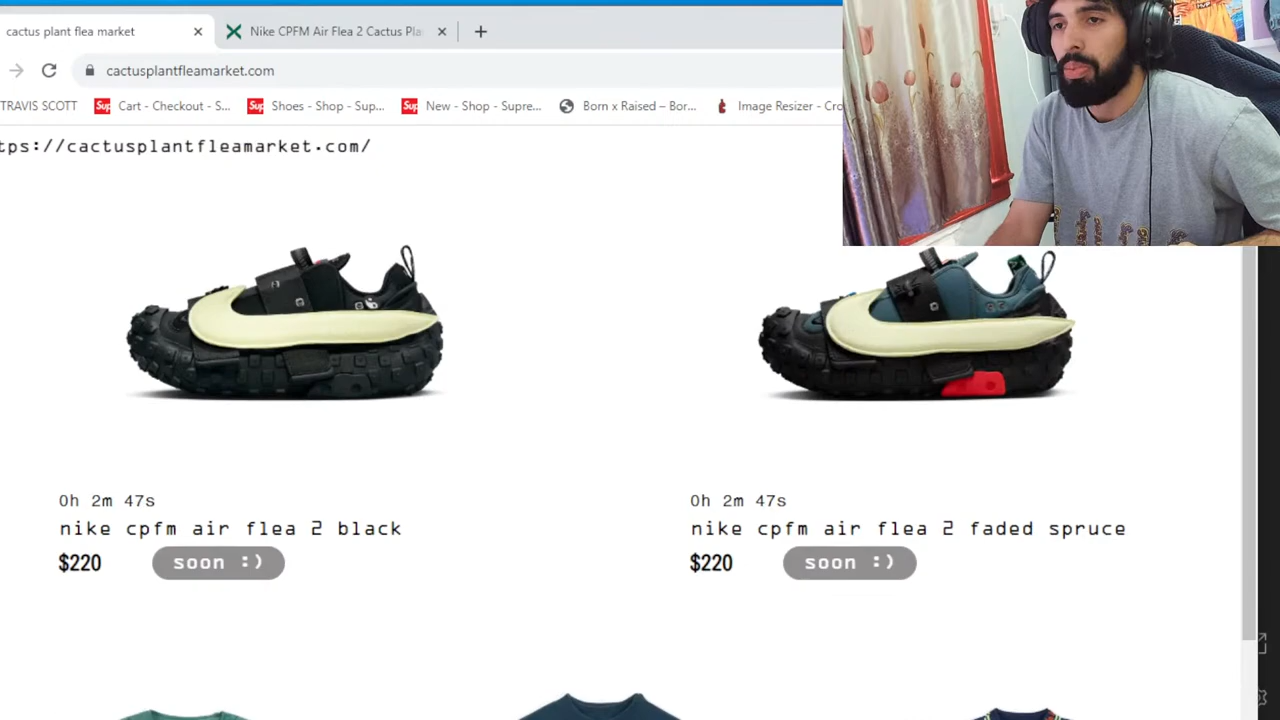 cactus plant flea market
Nike CPFM Air Flea 2 Cactus Pla
cactusplantfleamarket.com
TRAVIS SCOTT
Cart - Checkout - S...
Shoes - Shop - Sup...
New - Shop - Supre...
Born x Raised – Bor...
Image Resizer - Cro
tps://cactusplantfleamarket.com/
0h 2m 47s
nike cpfm air flea 2 black
$220 soon :)
0h 2m 47s
nike cpfm air flea 2 faded spruce
$220 soon :)